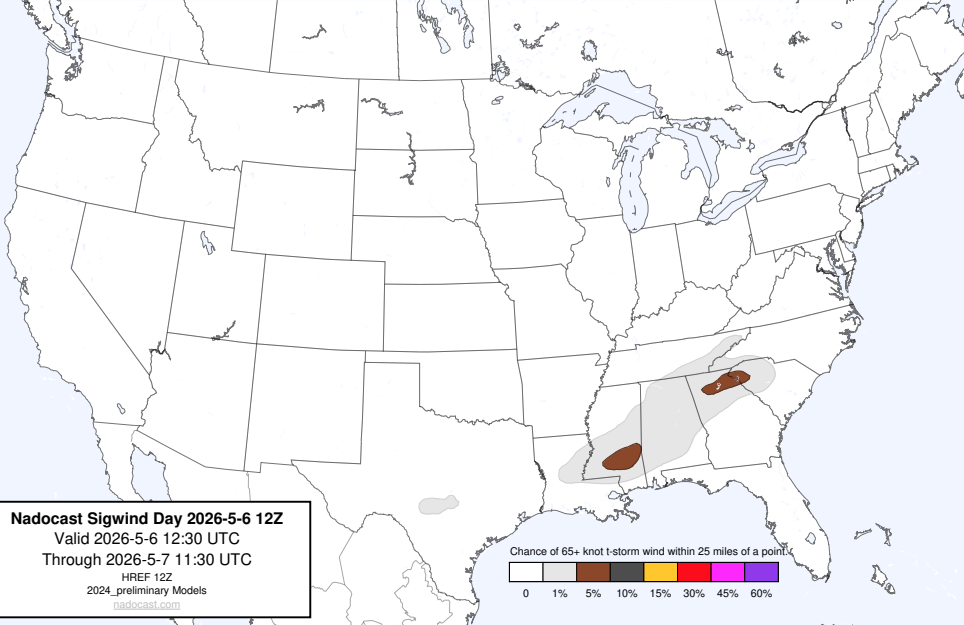 Nadocast Sigwind Day 2026-5-6 12Z
Valid 2026-5-6 12:30 UTC
Through 2026-5-7 11:30 UTC
HREF 12Z
2024_preliminary Models
nadocast.com
Chance of 65+ knot t-storm wind within 25 miles of a point.
0 1% 5% 10% 15% 30% 45% 60%